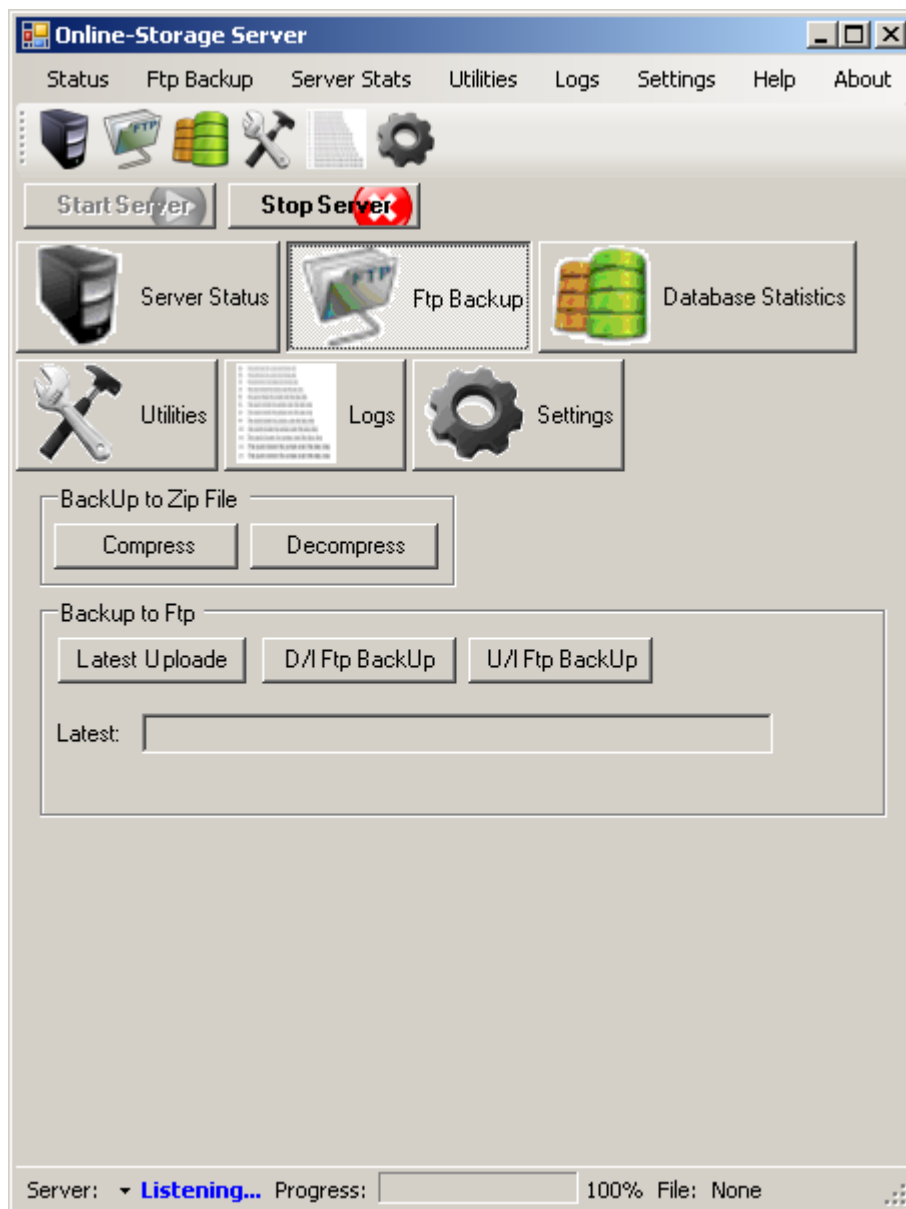 Online-Storage Server
Status Ftp Backup Server Stats Utilities Logs Settings Help About
FTP
Start Server Stop Server
Server Status FTP Ftp Backup Database Statistics
Utilities Logs Settings
BackUp to Zip File
Compress Decompress
Backup to Ftp
Latest Uploade D/l Ftp BackUp U/l Ftp BackUp
Latest:
Server: Listening... Progress: 100% File: None